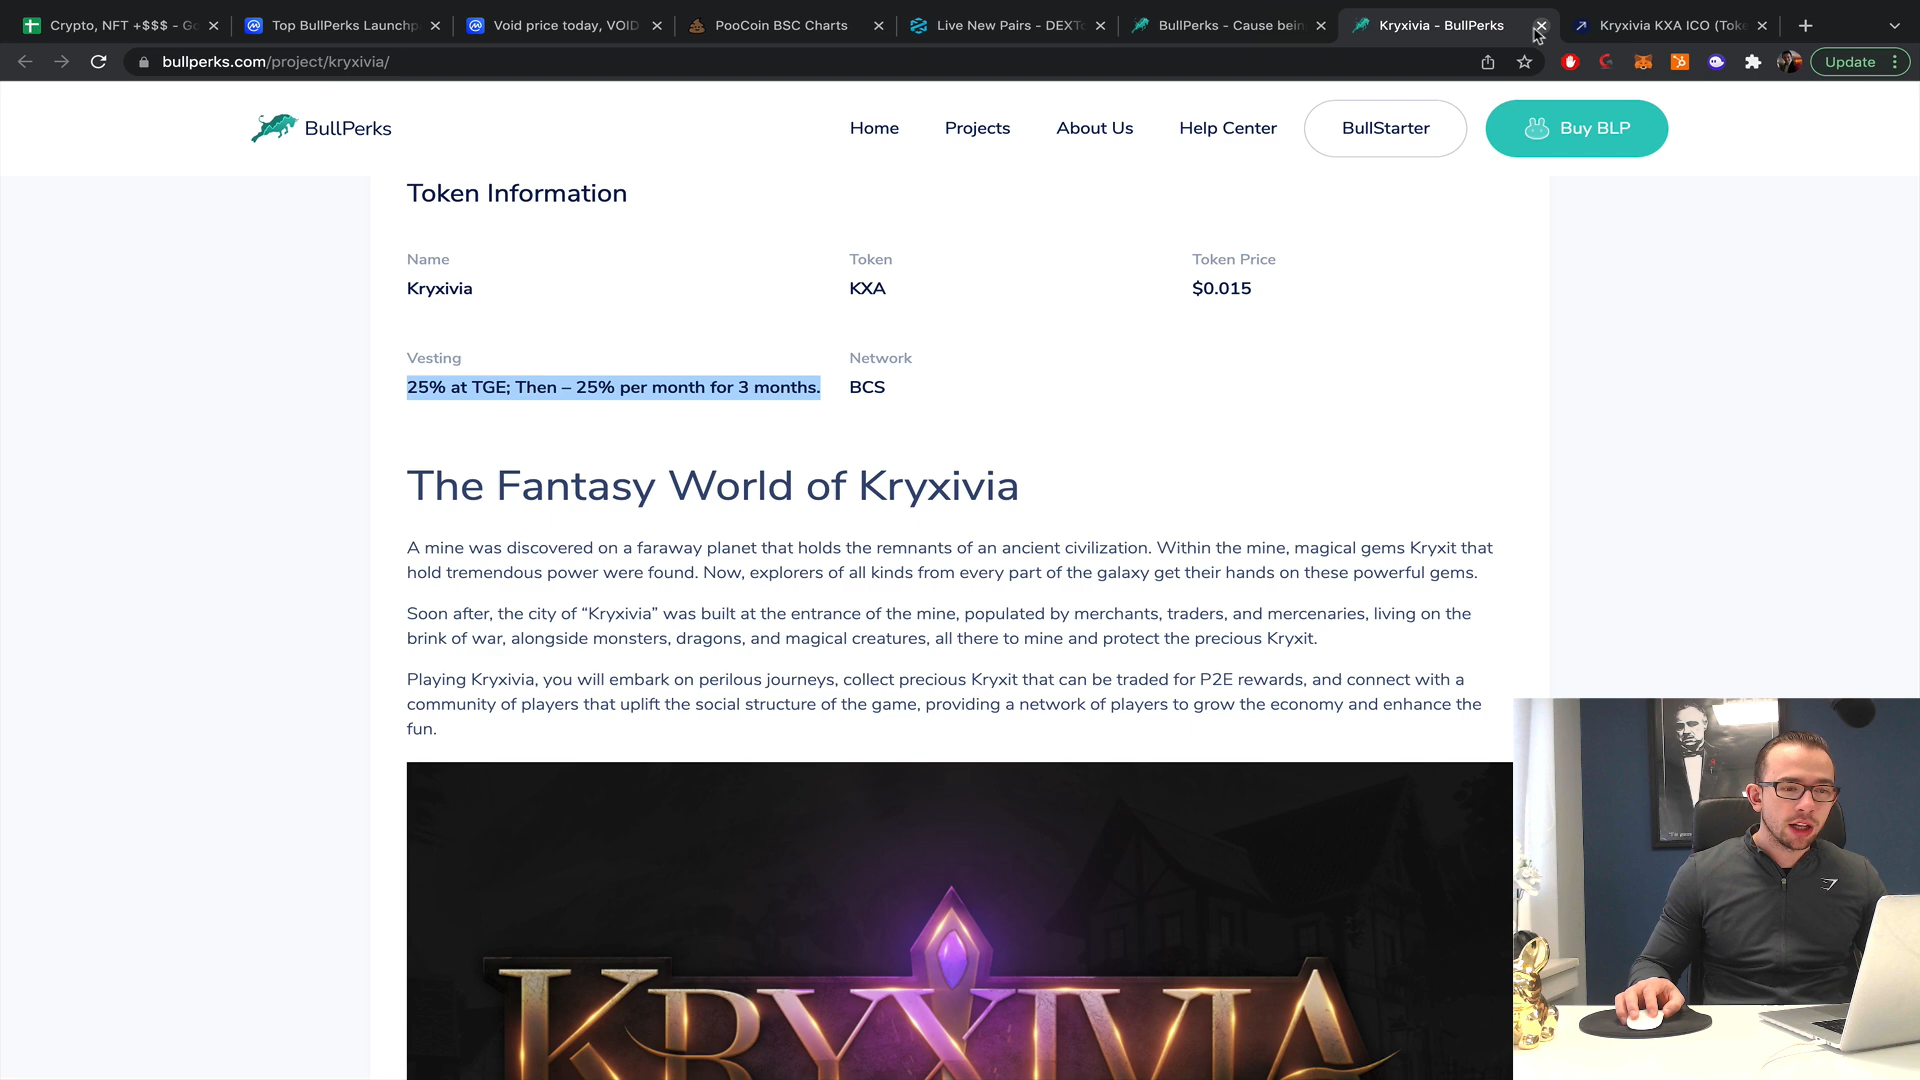 Crypto, NFT +$$$ - Go
Top BullPerks Launchp
Void price today, VOID
PooCoin BSC Charts
Live New Pairs - DEXTo
BullPerks - Cause bein
Kryxivia - BullPerks
Kryxivia KXA ICO (Toke
bullperks.com/project/kryxivia/
Update
BullPerks
Home
Projects
About Us
Help Center
BullStarter
Buy BLP
Token Information
Name
Token
Token Price
Kryxivia
KXA
$0.015
Vesting
Network
25% at TGE; Then – 25% per month for 3 months.
BCS
The Fantasy World of Kryxivia
A mine was discovered on a faraway planet that holds the remnants of an ancient civilization. Within the mine, magical gems Kryxit that
hold tremendous power were found. Now, explorers of all kinds from every part of the galaxy get their hands on these powerful gems.
Soon after, the city of “Kryxivia” was built at the entrance of the mine, populated by merchants, traders, and mercenaries, living on the
brink of war, alongside monsters, dragons, and magical creatures, all there to mine and protect the precious Kryxit.
Playing Kryxivia, you will embark on perilous journeys, collect precious Kryxit that can be traded for P2E rewards, and connect with a
community of players that uplift the social structure of the game, providing a network of players to grow the economy and enhance the
fun.
KRYXIVIA